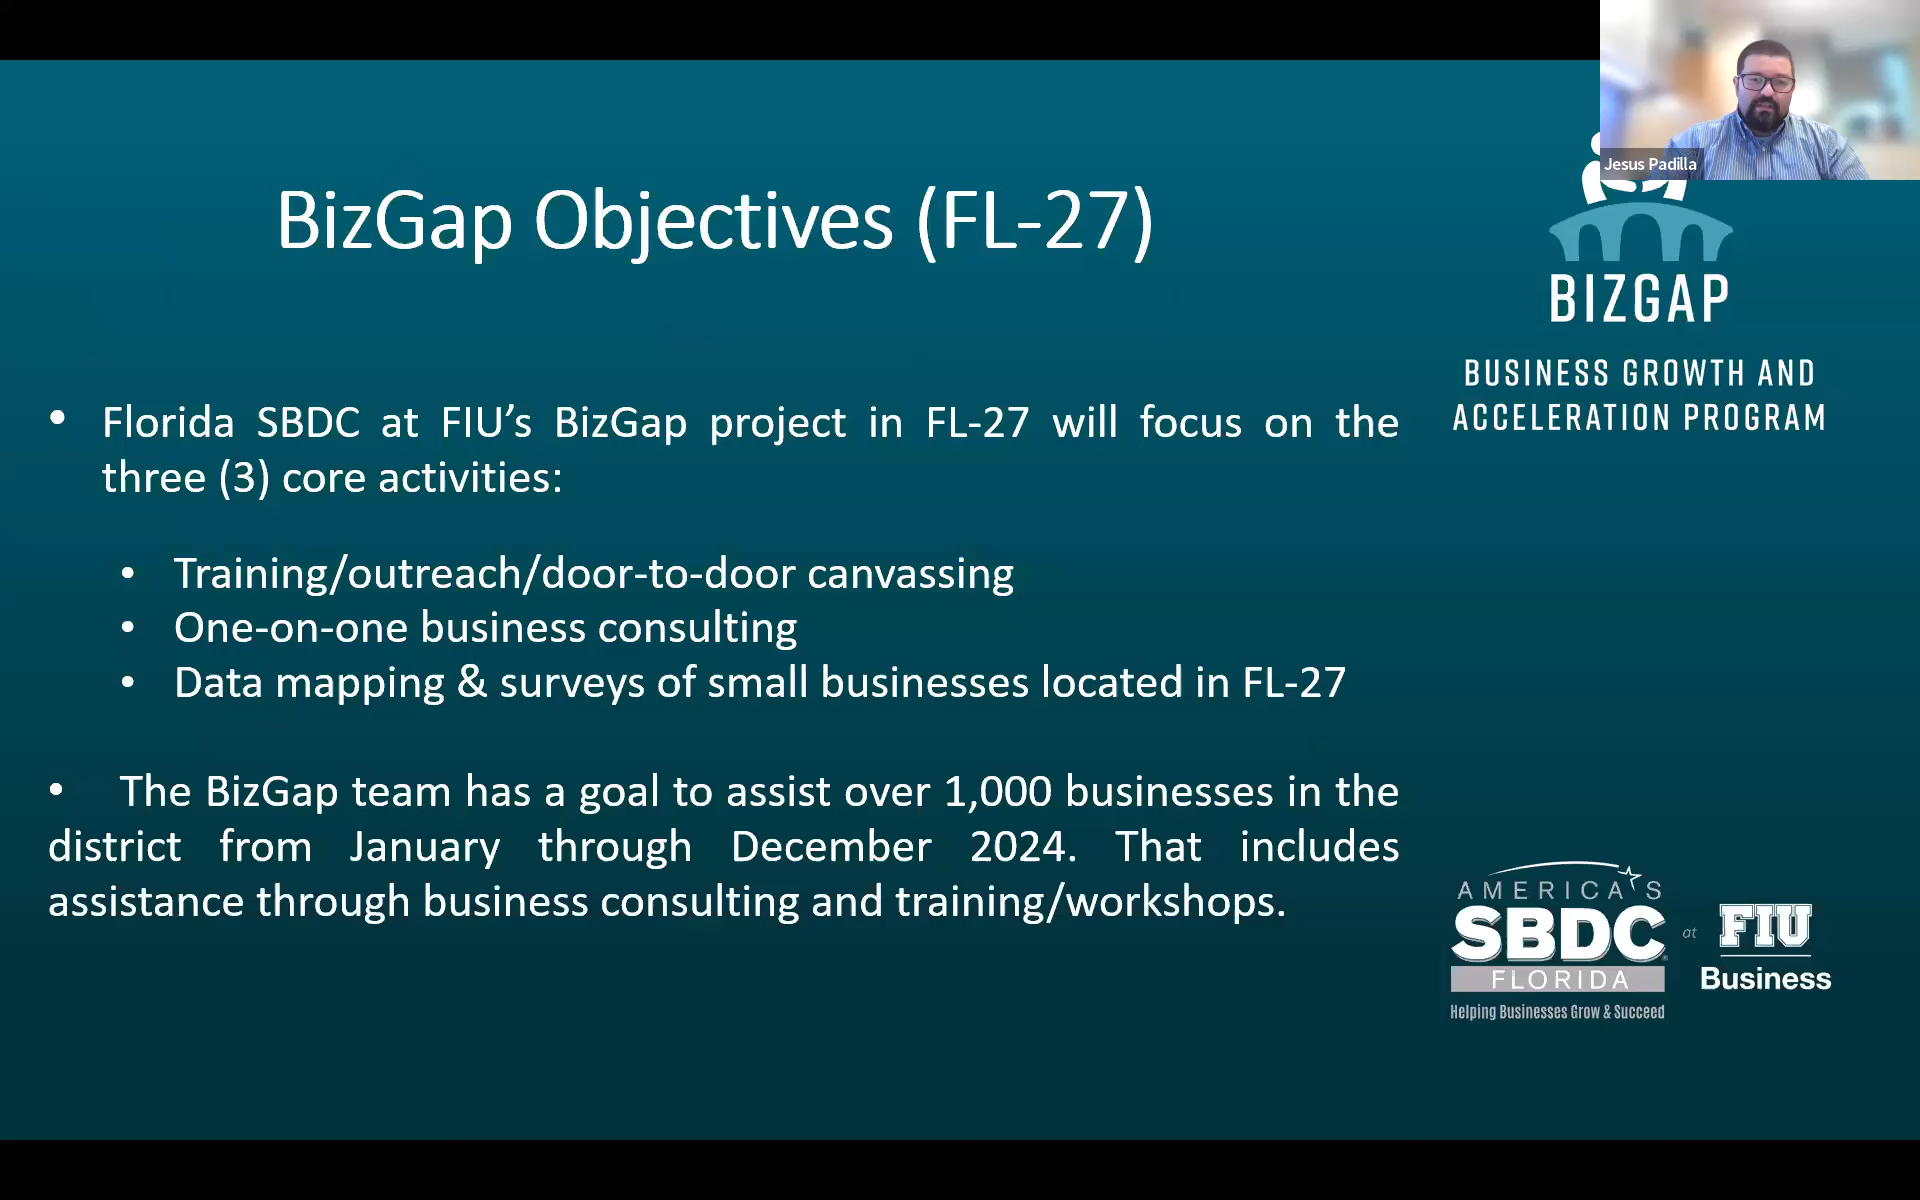 Jesus Padilla
BizGap Objectives (FL-27)
BIZGAP
BUSINESS GROWTH AND
ACCELERATION PROGRAM
• Florida SBDC at FIU’s BizGap project in FL-27 will focus on the
three (3) core activities:
• Training/outreach/door-to-door canvassing
• One-on-one business consulting
• Data mapping & surveys of small businesses located in FL-27
• The BizGap team has a goal to assist over 1,000 businesses in the
district from January through December 2024. That includes
assistance through business consulting and training/workshops.
AMERICA'S
SBDC
FLORIDA
Helping Businesses Grow & Succeed
at
FIU
Business